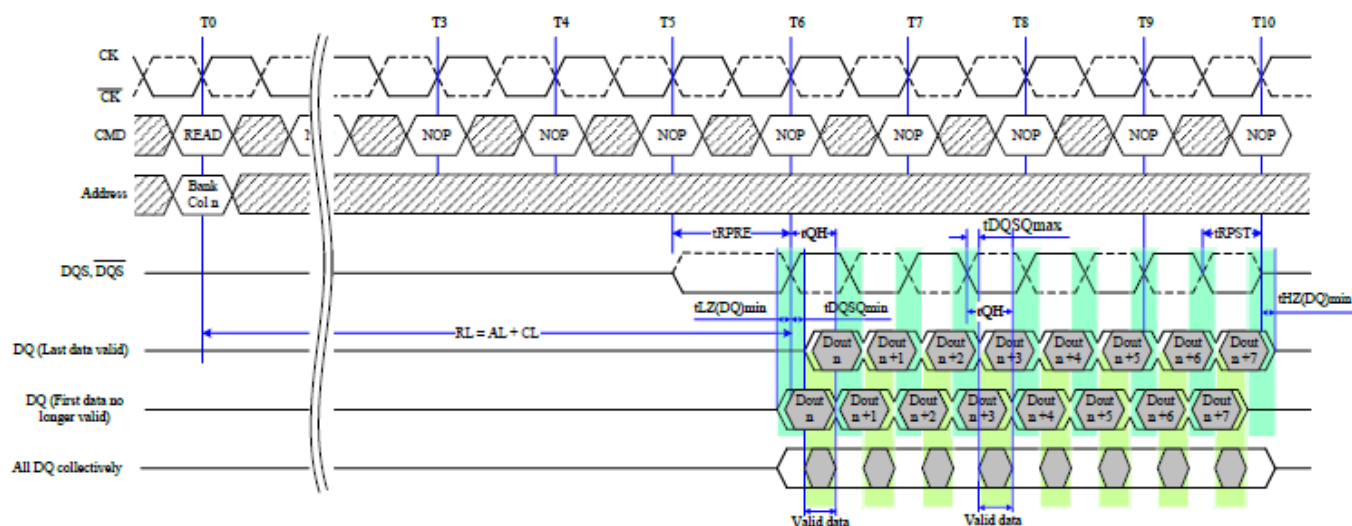 T0 T3 T4 T5 T6 T7 T8 T9 T10
CK
CK
CMD READ NOP NOP NOP NOP NOP NOP NOP NOP
Address Bank
Col n
tRPRE tQH tDQSQmax tRPST
DQS, DQS
tLZ(DQ)min tDQSQmin tQH tHZ(DQ)min
RL = AL + CL
DQ (Last data valid) Dout Dout Dout Dout Dout Dout Dout Dout
n n+1 n+2 n+3 n+4 n+5 n+6 n+7
DQ (First data no Dout Dout Dout Dout Dout Dout Dout Dout
longer valid) n n+1 n+2 n+3 n+4 n+5 n+6 n+7
All DQ collectively
Valid data Valid data